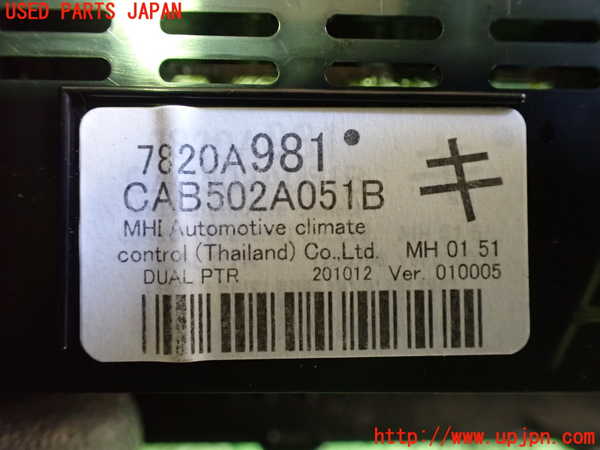 USED PARTS JAPAN
7820A981•
CAB502A051B
キ
MHI Automotive climate
control (Thailand) Co.,Ltd. MH 01 51
DUAL PTR 201012 Ver. 010005
http://www.upjpn.com/